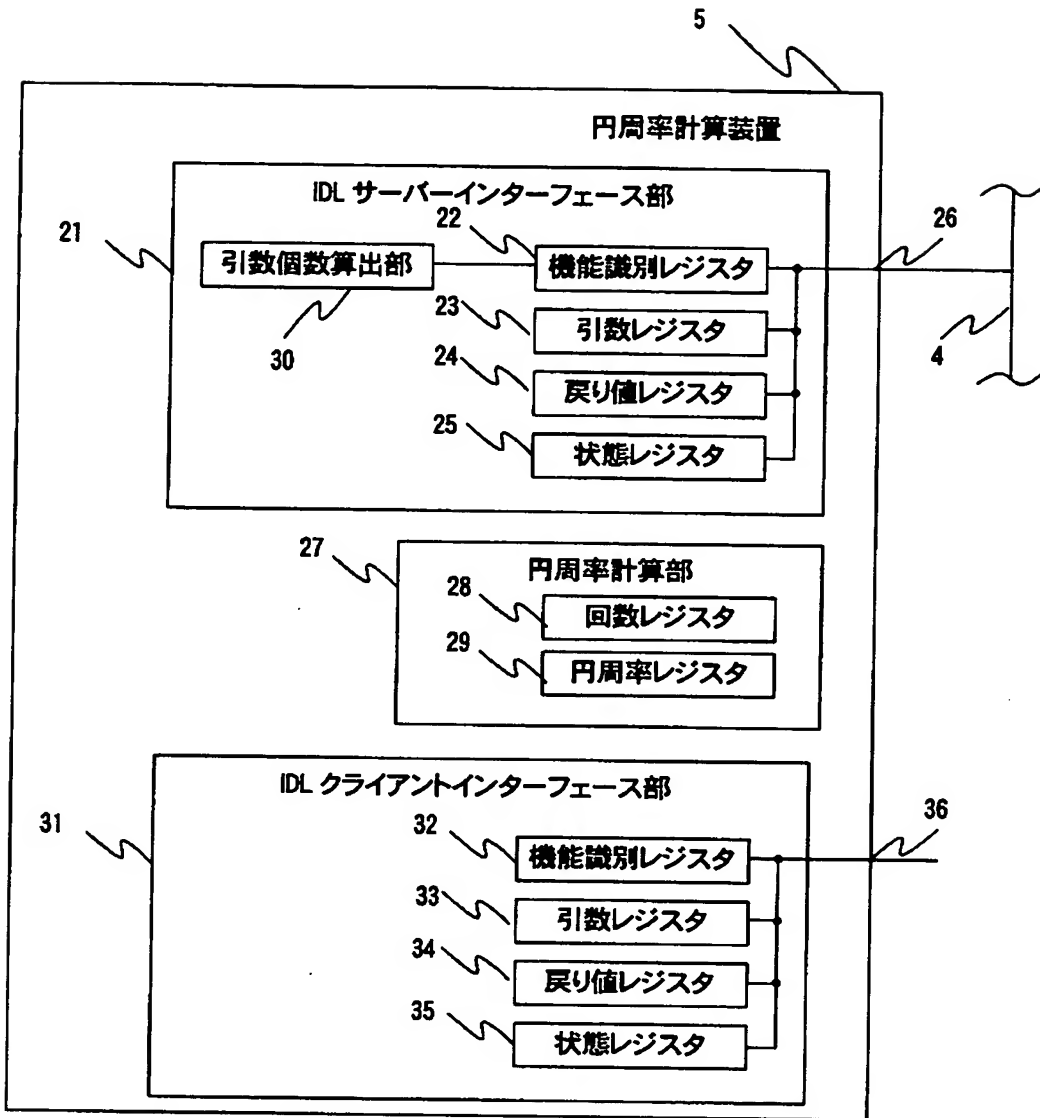 5
円周率計算装置
IDL サーバーインターフェース部
21
22
26
引数個数算出部
機能識別レジスタ
23
引数レジスタ
30
24
4
戻り値レジスタ
25
状態レジスタ
27
円周率計算部
28
回数レジスタ
29
円周率レジスタ
IDL クライアントインターフェース部
31
32
36
機能識別レジスタ
33
引数レジスタ
34
戻り値レジスタ
35
状態レジスタ